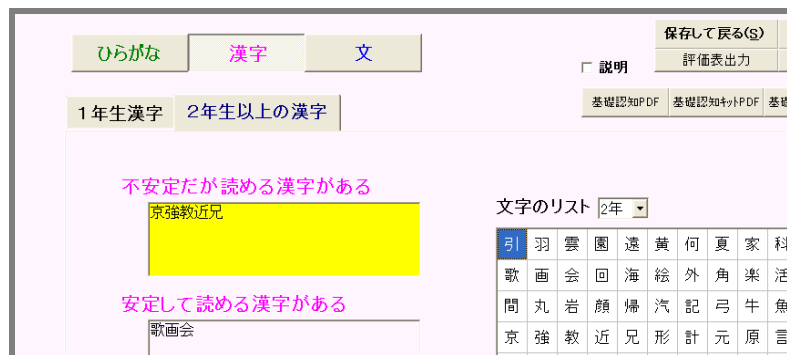 ひらがな 漢字 文
説明
保存して戻る(S)
評価表出力
1年生漢字 2年生以上の漢字
基礎認知PDF 基礎認知キットPDF 基礎
不安定だが読める漢字がある
京強教近兄
安定して読める漢字がある
歌画会
文字のリスト 2年
引 羽 雲 園 遠 黄 何 夏 家 科
歌 画 会 回 海 絵 外 角 楽 活
間 丸 岩 顔 帰 汽 記 弓 牛 魚
京 強 教 近 兄 形 計 元 原 言